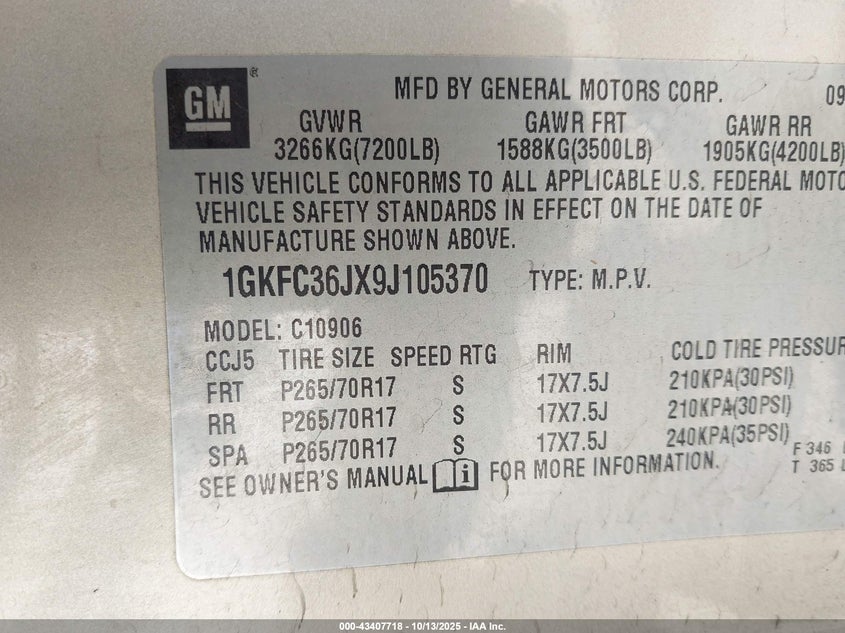 GM ®
MFD BY GENERAL MOTORS CORP. 09
GVWR GAWR FRT GAWR RR
3266KG(7200LB) 1588KG(3500LB) 1905KG(4200LB)
THIS VEHICLE CONFORMS TO ALL APPLICABLE U.S. FEDERAL MOTO
VEHICLE SAFETY STANDARDS IN EFFECT ON THE DATE OF
MANUFACTURE SHOWN ABOVE.
1GKFC36JX9J105370 TYPE: M.P.V.
MODEL: C10906
CCJ5 TIRE SIZE SPEED RTG RIM COLD TIRE PRESSUR
FRT P265/70R17 S 17X7.5J 210KPA(30PSI)
RR P265/70R17 S 17X7.5J 210KPA(30PSI)
SPA P265/70R17 S 17X7.5J 240KPA(35PSI)
F 346
T 365
SEE OWNER'S MANUAL i FOR MORE INFORMATION.
000-43407718 - 10/13/2025 - IAA Inc.